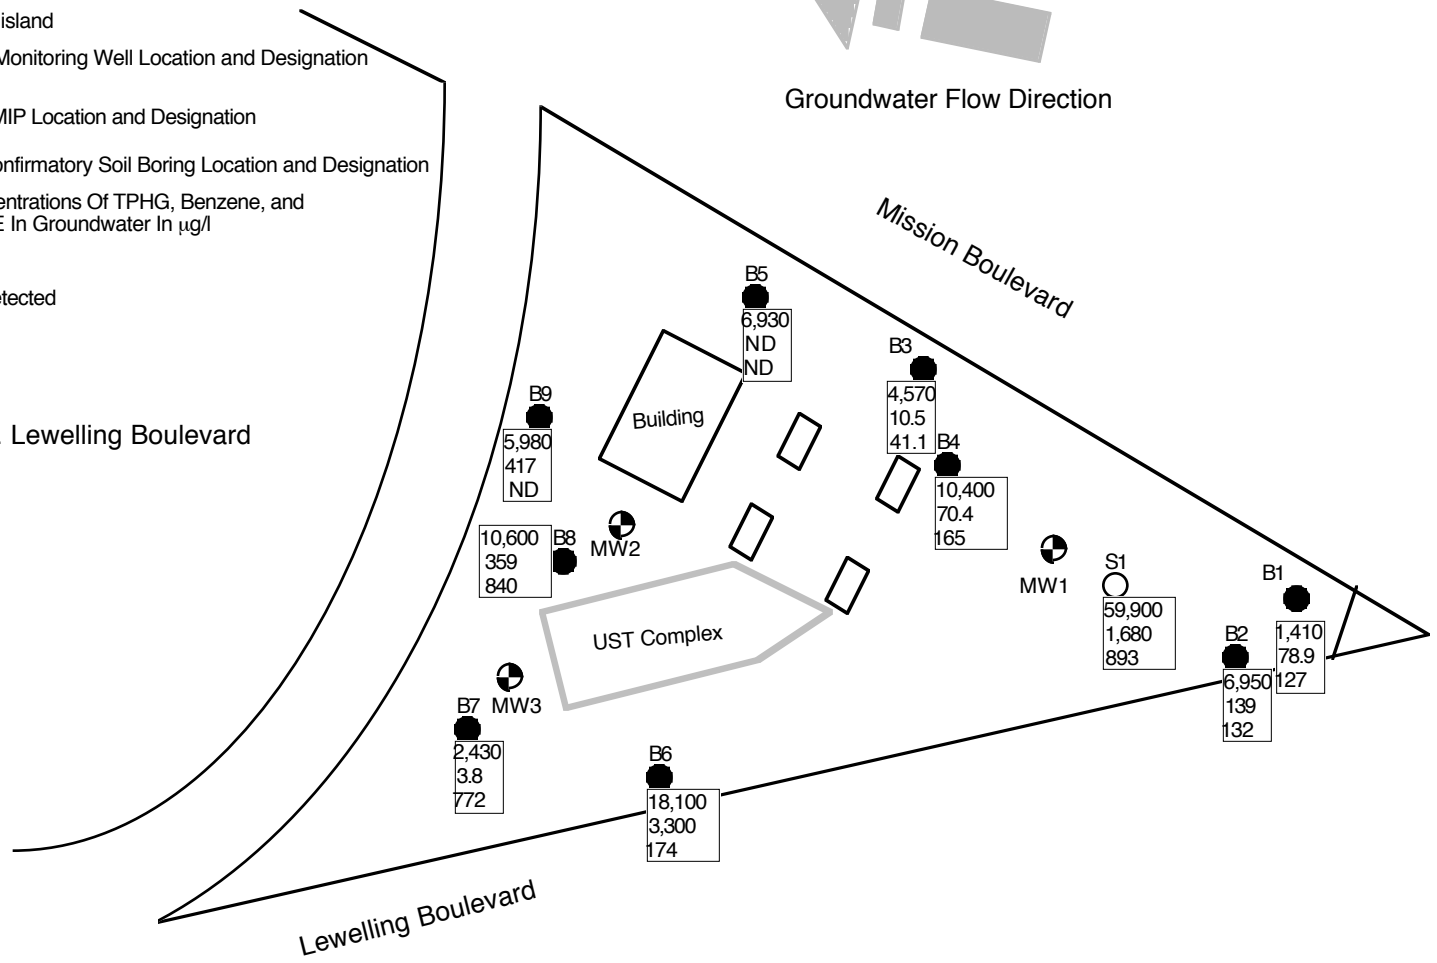 island
Monitoring Well Location and Designation
MIP Location and Designation
onfirmatory Soil Boring Location and Designation
entrations Of TPHG, Benzene, and
E In Groundwater In µg/l
etected
. Lewelling Boulevard
Groundwater Flow Direction
Mission Boulevard
B5
6,930
ND
ND
B3
4,570
10.5
41.1
B4
10,400
70.4
165
B9
5,980
417
ND
Building
MW2
B8
10,600
359
840
UST Complex
MW1
S1
59,900
1,680
893
B1
1,410
78.9
127
B2
6,950
139
132
MW3
B7
2,430
3.8
772
B6
18,100
3,300
174
Lewelling Boulevard